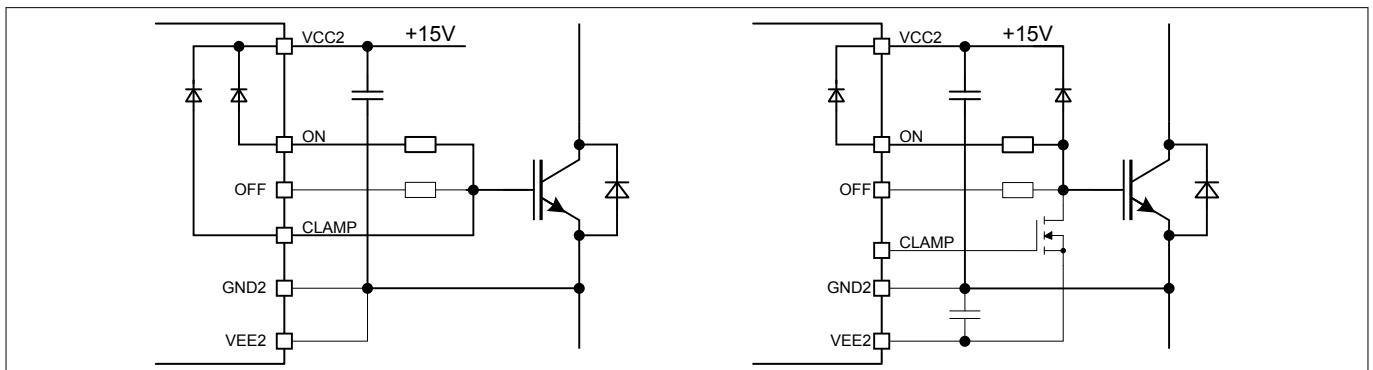 VCC2
+15V
ON
OFF
CLAMP
GND2
VEE2
VCC2
+15V
ON
OFF
CLAMP
GND2
VEE2